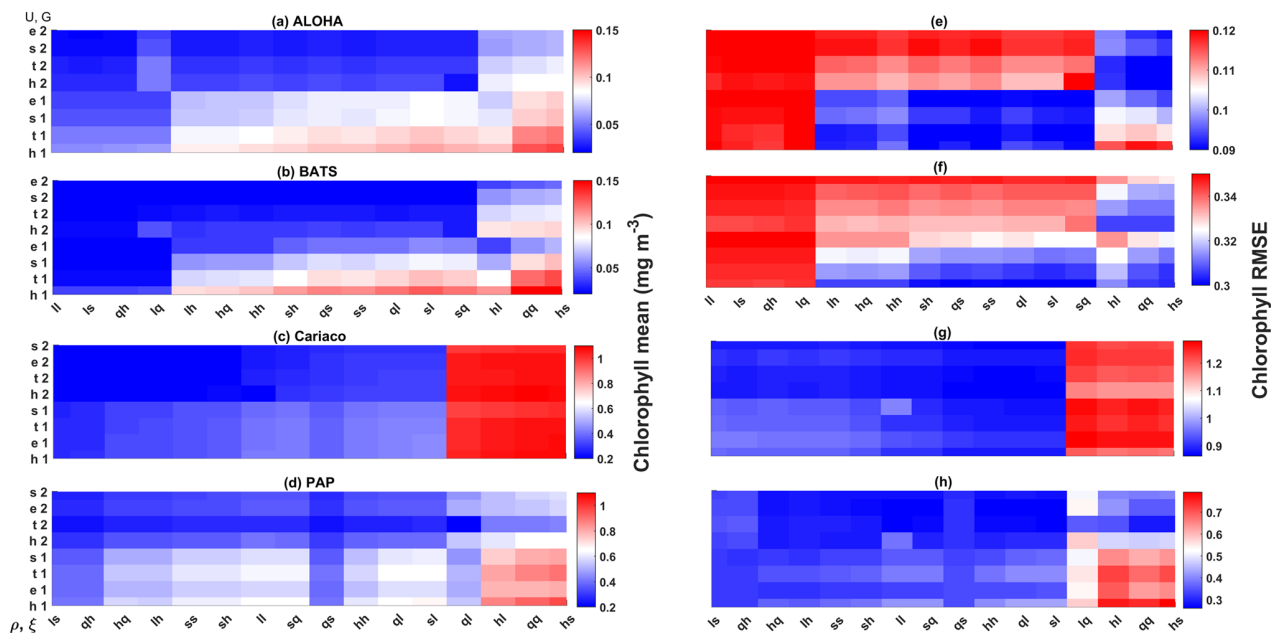 U, G
(a) ALOHA
e 2
s 2
t 2
h 2
e 1
s 1
t 1
h 1
0.15
0.1
0.05
(b) BATS
e 2
s 2
t 2
h 2
e 1
s 1
t 1
h 1
0.15
0.1
0.05
ll ls qh lq lh hq hh sh qs ss ql sl sq hl qq hs
(c) Cariaco
s 2
e 2
t 2
h 2
s 1
t 1
e 1
h 1
1
0.8
0.6
0.4
0.2
(d) PAP
s 2
e 2
t 2
h 2
s 1
t 1
e 1
h 1
1
0.8
0.6
0.4
0.2
ρ, ξ
ls qh hq lh ss sh ll sq qs hh ql sl ql hl qq hs
Chlorophyll mean (mg m⁻³)
(e)
0.12
0.11
0.1
0.09
(f)
0.34
0.32
0.3
ll ls qh lq lh hq hh sh qs ss ql sl sq hl qq hs
(g)
1.2
1.1
1
0.9
(h)
0.7
0.6
0.5
0.4
0.3
ls qh hq lh ss sh ll sq qs hh ql sl lq hl qq hs
Chlorophyll RMSE